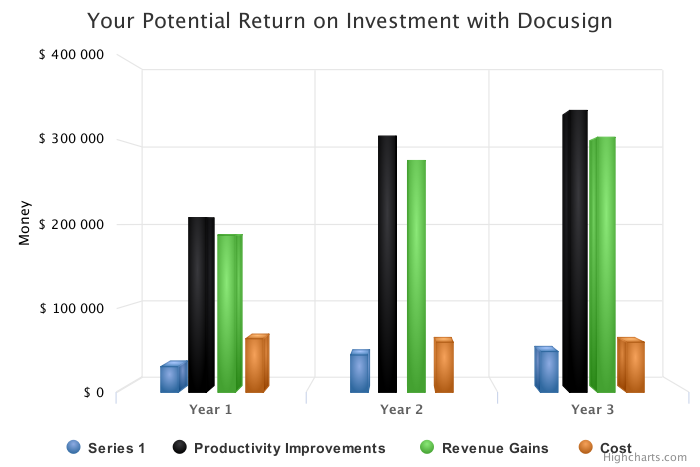 Your Potential Return on Investment with Docusign
$ 400 000
$ 300 000
$ 200 000
$ 100 000
$ 0
Money
Year 1
Year 2
Year 3
Series 1
Productivity Improvements
Revenue Gains
Cost
Highcharts.com